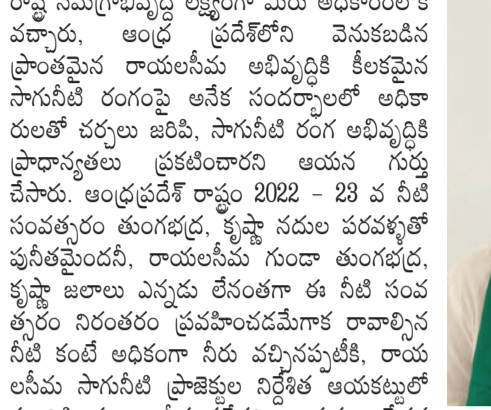 రాష్ట్ర సమగ్రాభివృద్ధి లక్ష్యంగా మీరు అధికారంలోకి
వచ్చారు, ఆంధ్ర ప్రదేశ్‌లోని వెనుకబడిన
ప్రాంతమైన రాయలసీమ అభివృద్ధికి కీలకమైన
సాగునీటి రంగంపై అనేక సందర్భాలలో అధికా
రులతో చర్చలు జరిపి, సాగునీటి రంగ అభివృద్ధికి
ప్రాధాన్యతలు ప్రకటించారని ఆయన గుర్తు
చేసారు. ఆంధ్రప్రదేశ్ రాష్ట్రం 2022 - 23 వ నీటి
సంవత్సరం తుంగభద్ర, కృష్ణా నదుల పరవళ్ళతో
పునీతమైందనీ, రాయలసీమ గుండా తుంగభద్ర,
కృష్ణా జలాలు ఎన్నడు లేనంతగా ఈ నీటి సంవ
త్సరం నిరంతరం ప్రవహించడమేగాక రావాల్సిన
నీటి కంటే అధికంగా నీరు వచ్చినప్పటీకి, రాయ
లసీమ సాగునీటి ప్రాజెక్టుల నిర్దేశిత ఆయకట్టులో